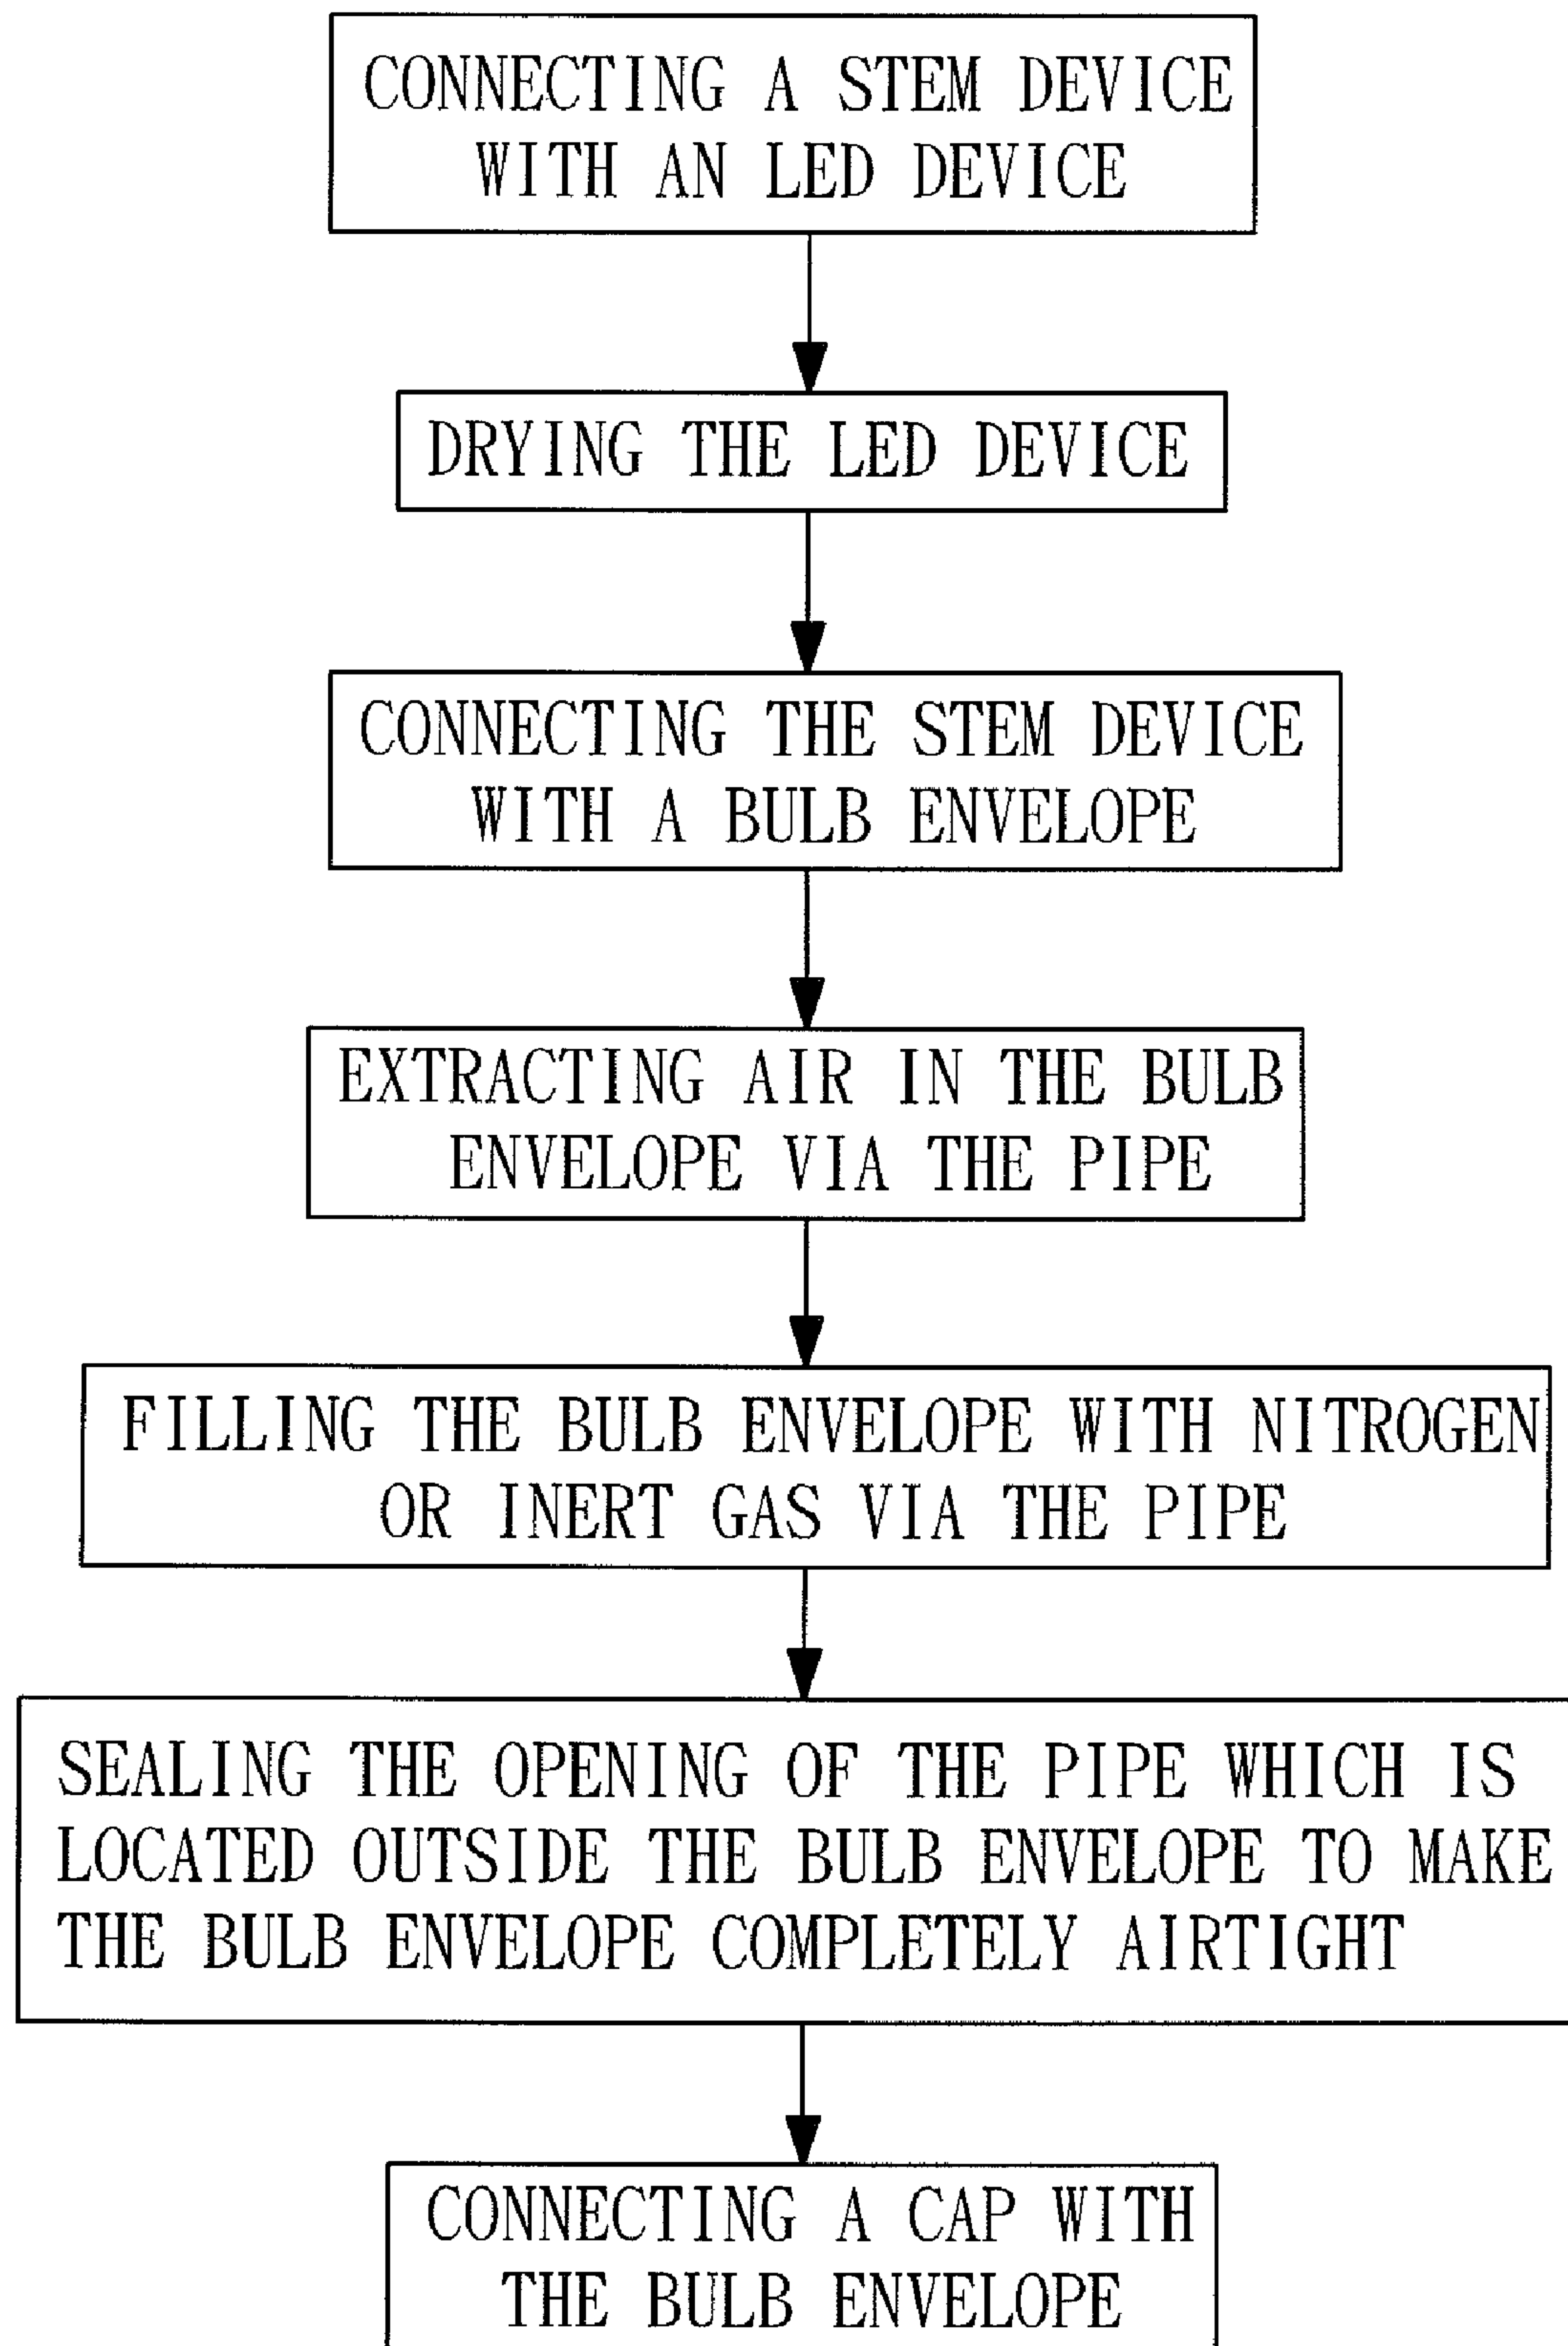 CONNECTING A STEM DEVICE
WITH AN LED DEVICE
DRYING THE LED DEVICE
CONNECTING THE STEM DEVICE
WITH A BULB ENVELOPE
EXTRACTING AIR IN THE BULB
ENVELOPE VIA THE PIPE
FILLING THE BULB ENVELOPE WITH NITROGEN
OR INERT GAS VIA THE PIPE
SEALING THE OPENING OF THE PIPE WHICH IS
LOCATED OUTSIDE THE BULB ENVELOPE TO MAKE
THE BULB ENVELOPE COMPLETELY AIRTIGHT
CONNECTING A CAP WITH
THE BULB ENVELOPE